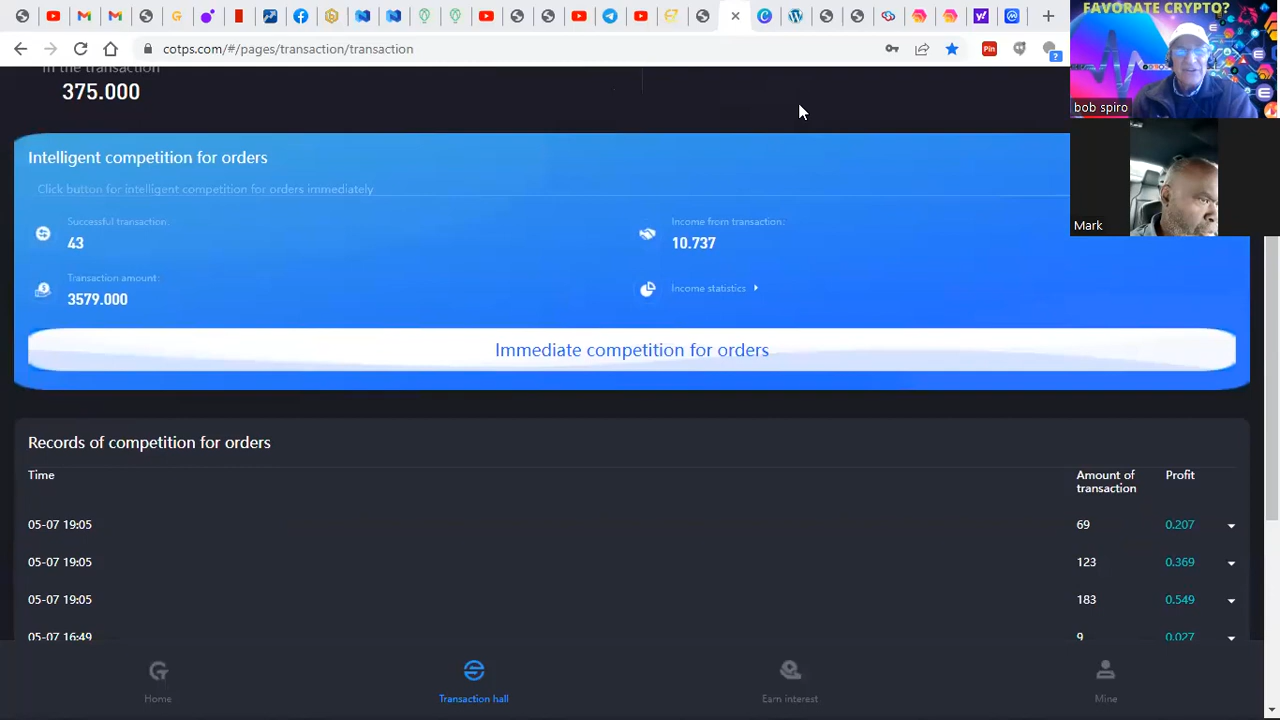 FAVORATE CRYPTO?
cotps.com/#/pages/transaction/transaction
Pin
?
bob spiro
Mark
in the transaction
375.000
Intelligent competition for orders
Click button for intelligent competition for orders immediately
Successful transaction:
43
Income from transaction:
10.737
Transaction amount:
3579.000
Income statistics
Immediate competition for orders
Records of competition for orders
Time
Amount of
transaction
Profit
05-07 19:05 69 0.207
05-07 19:05 123 0.369
05-07 19:05 183 0.549
05-07 16:49 9 0.027
Home
Transaction hall
Earn interest
Mine